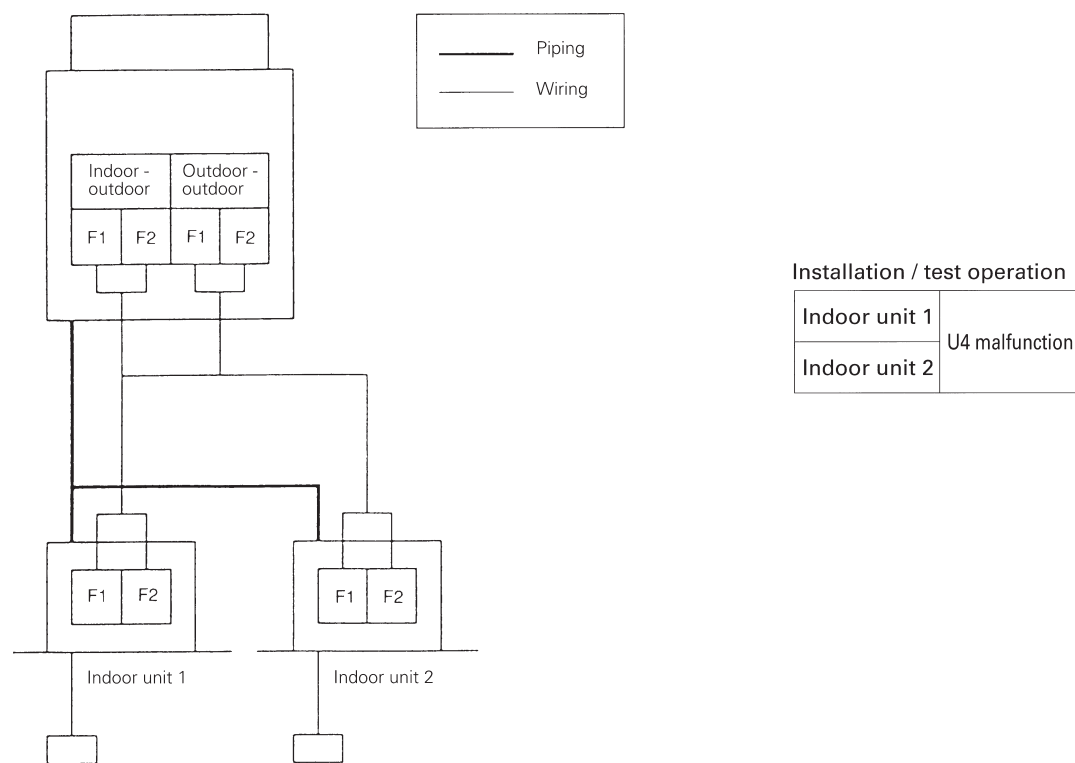 Piping
Wiring
Indoor -
outdoor
Outdoor -
outdoor
F1 F2 F1 F2
Installation / test operation
Indoor unit 1
U4 malfunction
Indoor unit 2
F1 F2
F1 F2
Indoor unit 1
Indoor unit 2